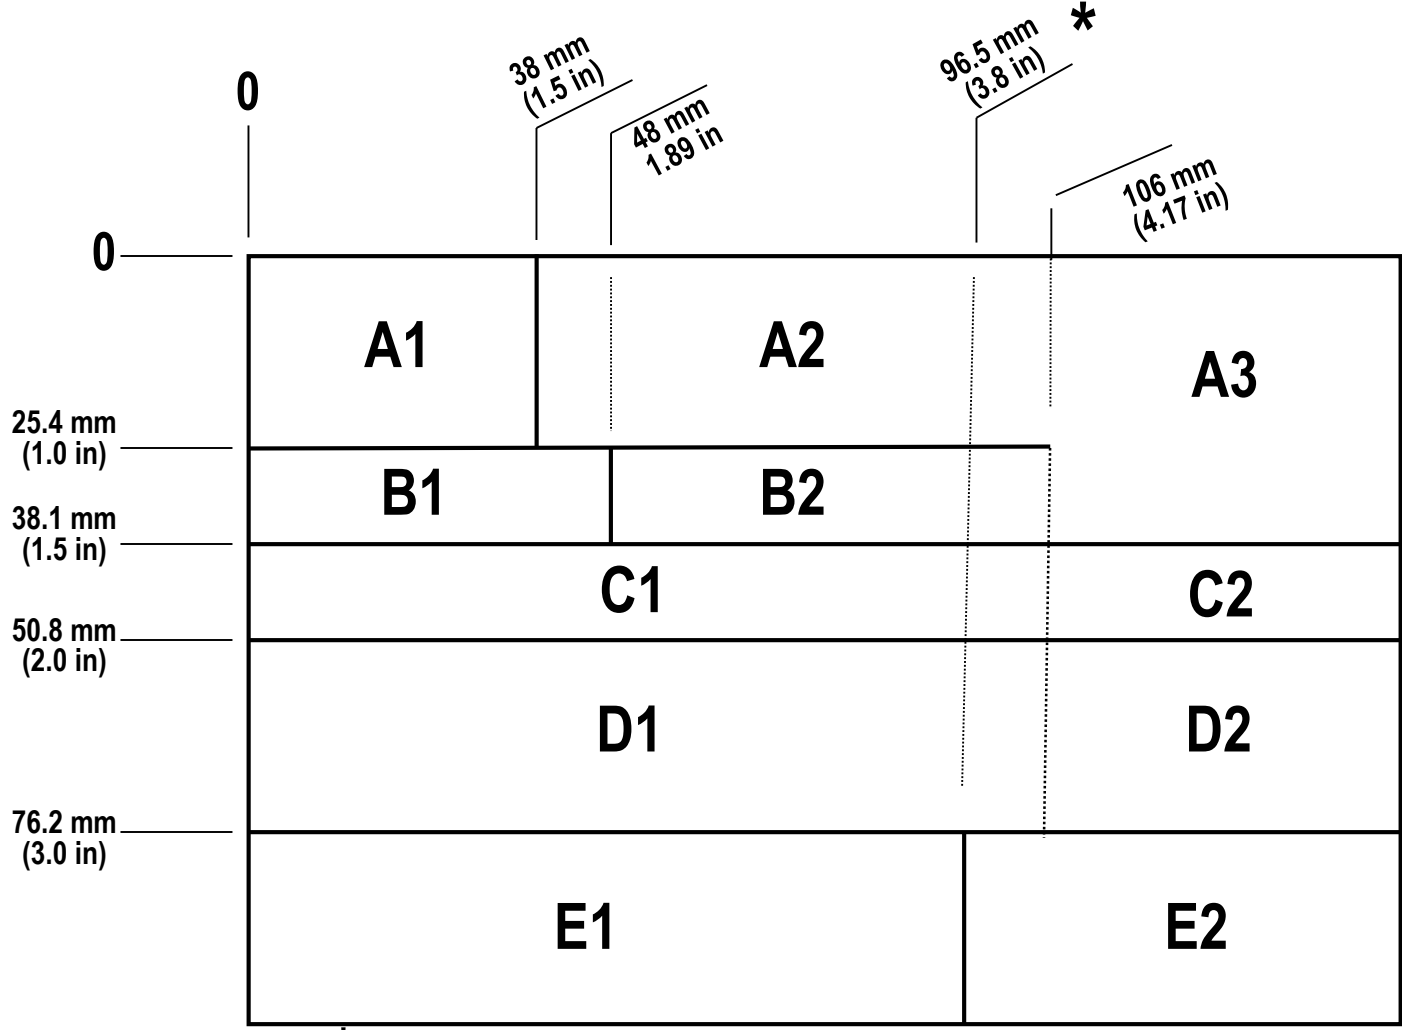 0
38 mm
(1.5 in)
48 mm
1.89 in
96.5 mm
(3.8 in)
*
106 mm
(4.17 in)
0
A1
A2
A3
25.4 mm
(1.0 in)
B1
B2
38.1 mm
(1.5 in)
C1
C2
50.8 mm
(2.0 in)
D1
D2
76.2 mm
(3.0 in)
E1
E2